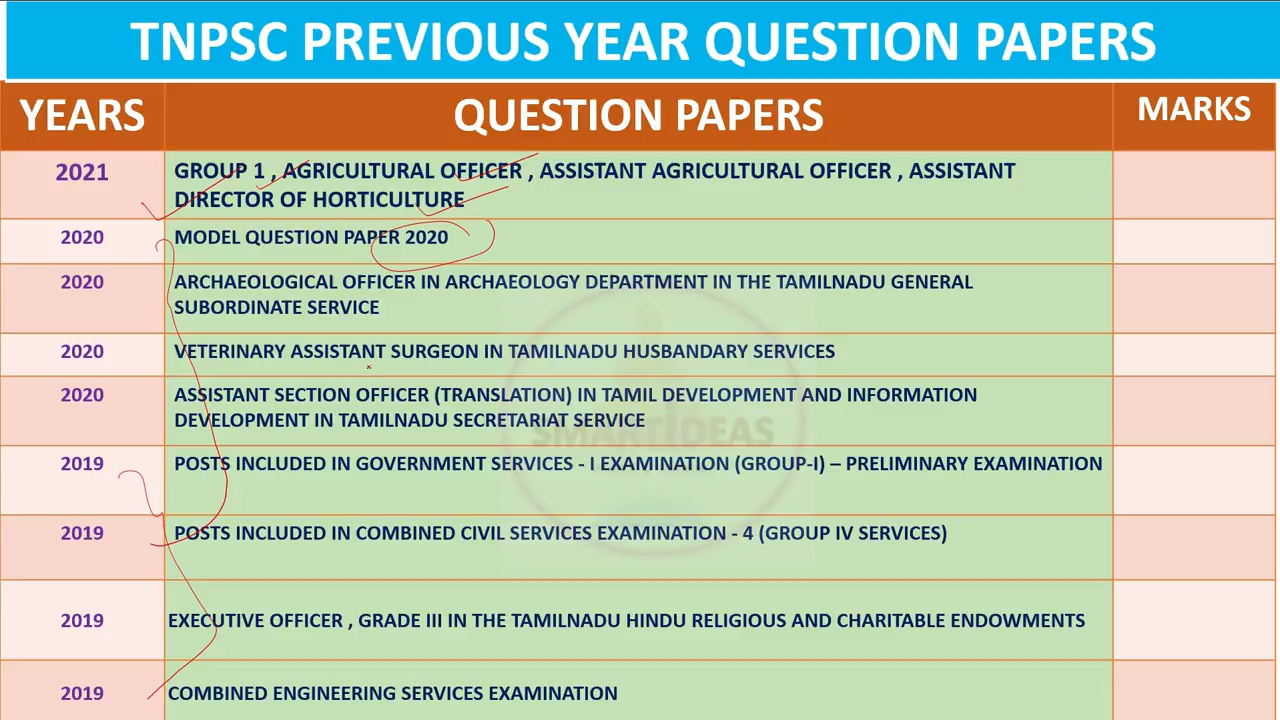 TNPSC PREVIOUS YEAR QUESTION PAPERS
YEARS QUESTION PAPERS MARKS
2021 GROUP 1 , AGRICULTURAL OFFICER , ASSISTANT AGRICULTURAL OFFICER , ASSISTANT
DIRECTOR OF HORTICULTURE
2020 MODEL QUESTION PAPER 2020
2020 ARCHAEOLOGICAL OFFICER IN ARCHAEOLOGY DEPARTMENT IN THE TAMILNADU GENERAL
SUBORDINATE SERVICE
2020 VETERINARY ASSISTANT SURGEON IN TAMILNADU HUSBANDARY SERVICES
2020 ASSISTANT SECTION OFFICER (TRANSLATION) IN TAMIL DEVELOPMENT AND INFORMATION
DEVELOPMENT IN TAMILNADU SECRETARIAT SERVICE
SMART IDEAS
2019 POSTS INCLUDED IN GOVERNMENT SERVICES - I EXAMINATION (GROUP-I) – PRELIMINARY EXAMINATION
2019 POSTS INCLUDED IN COMBINED CIVIL SERVICES EXAMINATION - 4 (GROUP IV SERVICES)
2019 EXECUTIVE OFFICER , GRADE III IN THE TAMILNADU HINDU RELIGIOUS AND CHARITABLE ENDOWMENTS
2019 COMBINED ENGINEERING SERVICES EXAMINATION